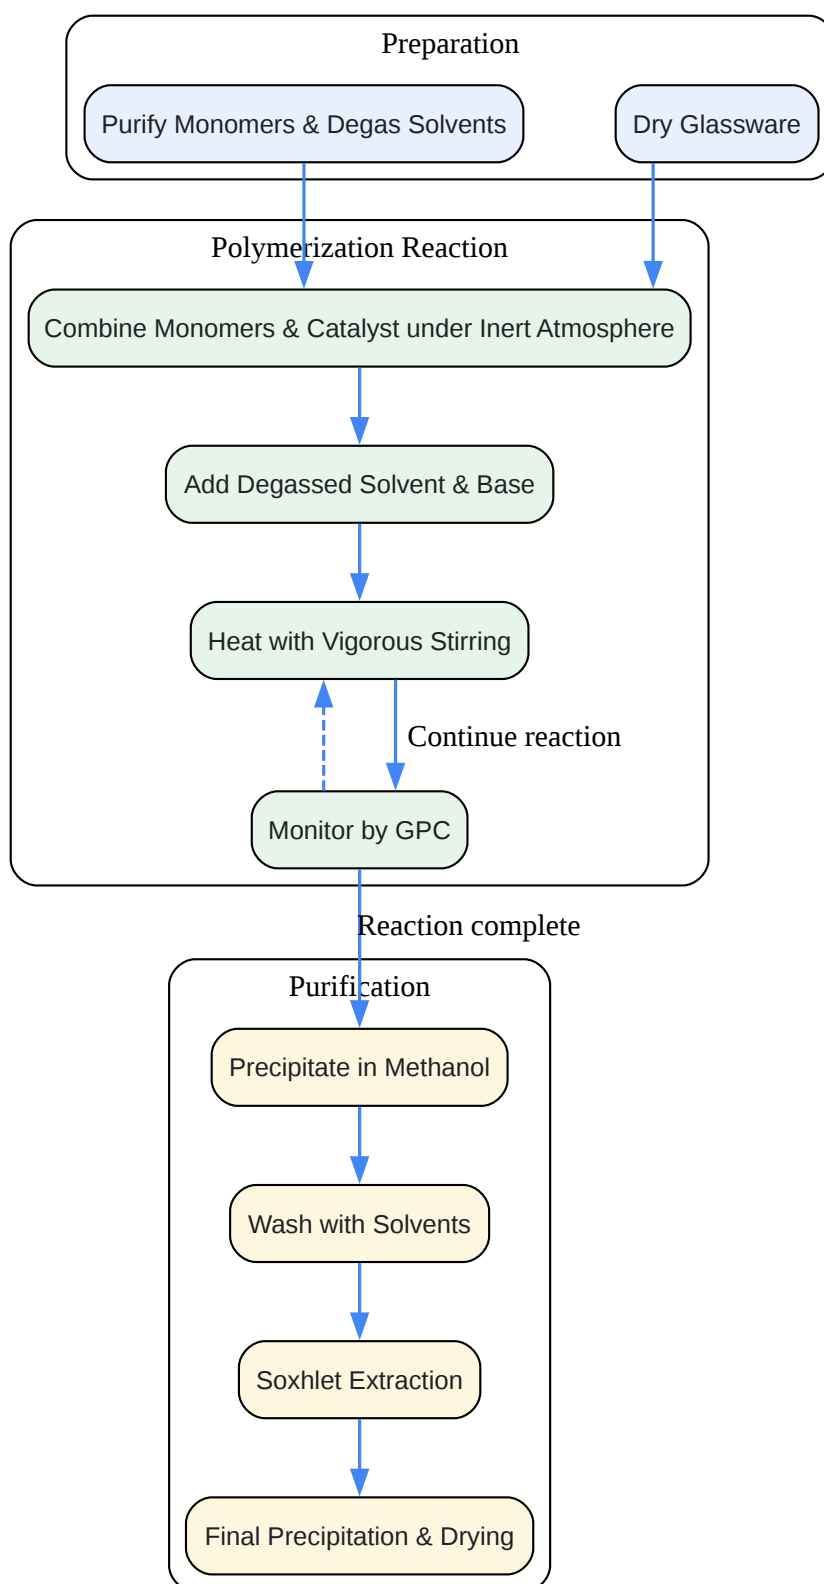 Preparation
Purify Monomers & Degas Solvents
Dry Glassware
Polymerization Reaction
Combine Monomers & Catalyst under Inert Atmosphere
Add Degassed Solvent & Base
Heat with Vigorous Stirring
Continue reaction
Monitor by GPC
Reaction complete
Purification
Precipitate in Methanol
Wash with Solvents
Soxhlet Extraction
Final Precipitation & Drying